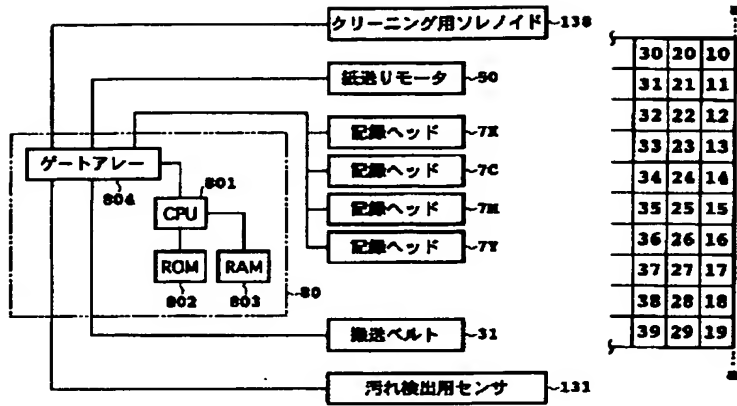 クリーニング用ソレノイド 138
紙送りモータ 50
記録ヘッド 7K
記録ヘッド 7C
記録ヘッド 7M
記録ヘッド 7Y
ゲートアレー
804
801
CPU
ROM RAM
802 803
80
搬送ベルト 31
汚れ検出用センサ 131
30 20 10
31 21 11
32 22 12
33 23 13
34 24 14
35 25 15
36 26 16
37 27 17
38 28 18
39 29 19